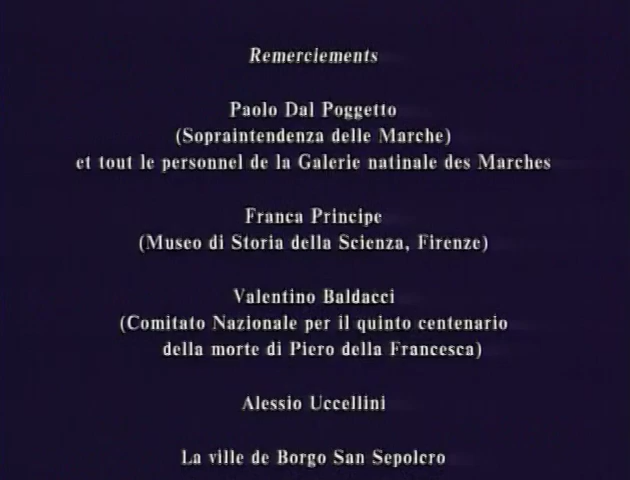 Remerciements
Paolo Dal Poggetto
(Sopraintendenza delle Marche)
et tout le personnel de la Galerie natinale des Marches
Franca Principe
(Museo di Storia della Scienza, Firenze)
Valentino Baldacci
(Comitato Nazionale per il quinto centenario
della morte di Piero della Francesca)
Alessio Uccellini
La ville de Borgo San Sepolcro